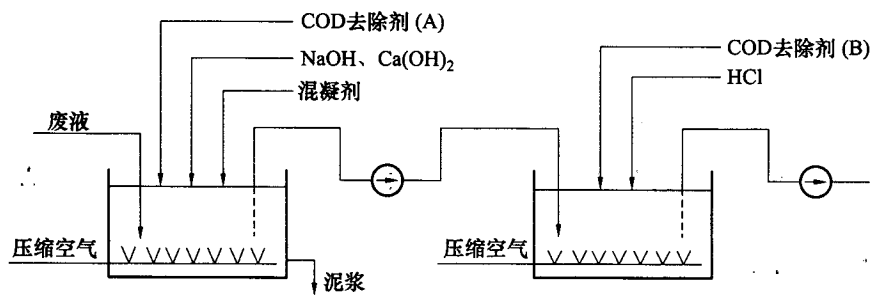 COD去除剂 (A)
NaOH、Ca(OH)₂
混凝剂
废液
压缩空气
泥浆
COD去除剂 (B)
HCl
压缩空气